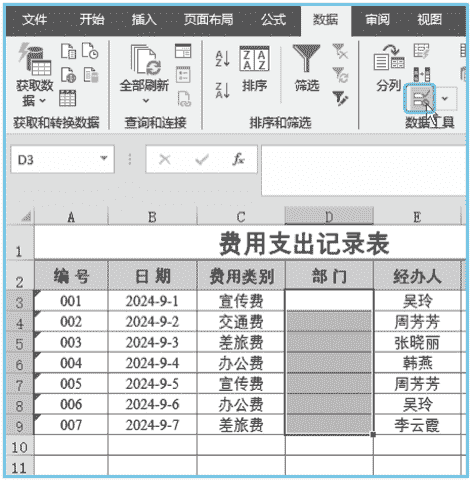 文件 开始 插入 页面布局 公式 数据 审阅 视图
获取数据 全部刷新 排序 筛选 分列
获取和转换数据 查询和连接 排序和筛选 数据工具
D3 fx
A B C D E
1 费用支出记录表
2 编 号 日 期 费用类别 部 门 经办人
3 001 2024-9-1 宣传费 吴玲
4 002 2024-9-2 交通费 周芳芳
5 003 2024-9-3 差旅费 张晓丽
6 004 2024-9-4 办公费 韩燕
7 005 2024-9-5 宣传费 周芳芳
8 006 2024-9-6 办公费 吴玲
9 007 2024-9-7 差旅费 李云霞
10
11